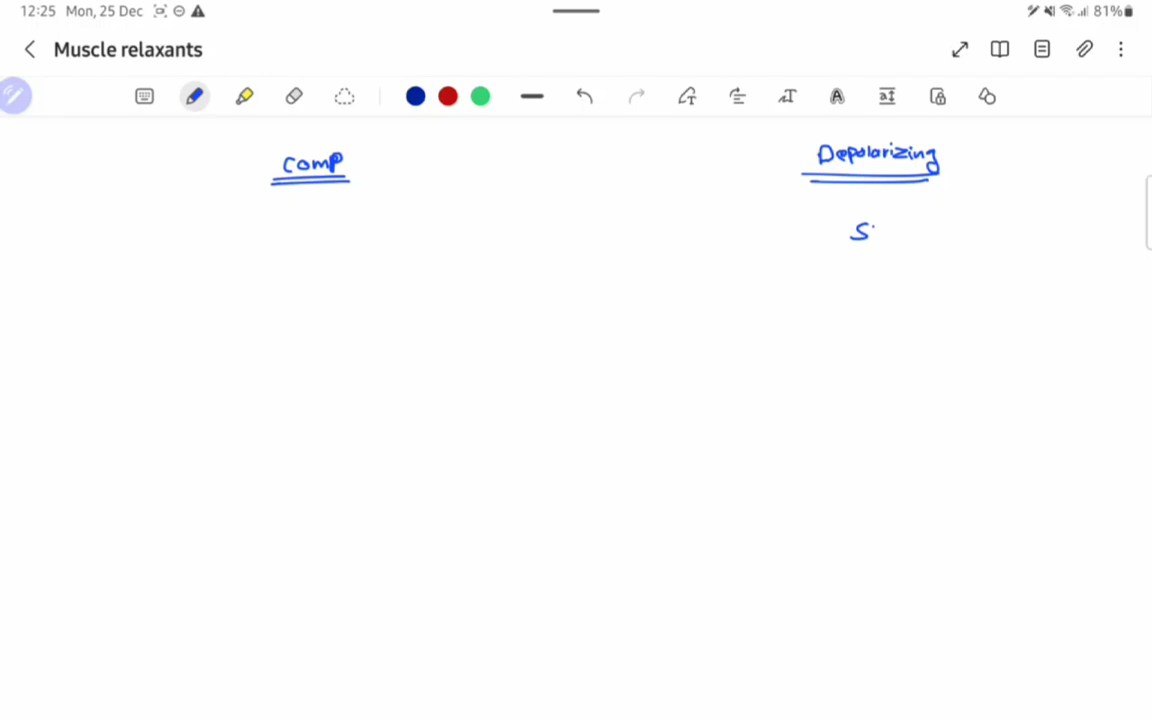 12:25 Mon, 25 Dec 81%
Muscle relaxants
comp
Depolarizing
S